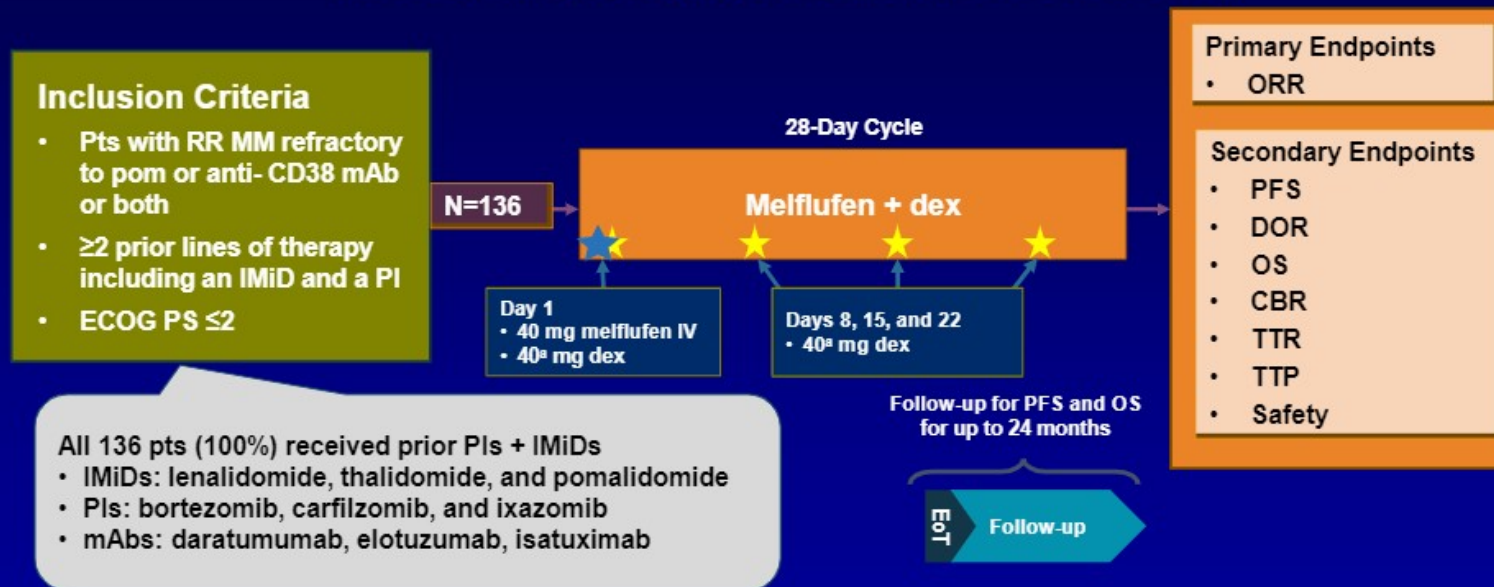 Inclusion Criteria
• Pts with RR MM refractory
to pom or anti- CD38 mAb
or both
• ≥2 prior lines of therapy
including an IMiD and a PI
• ECOG PS ≤2
N=136
28-Day Cycle
Melflufen + dex
Day 1
• 40 mg melflufen IV
• 40ª mg dex
Days 8, 15, and 22
• 40ª mg dex
Primary Endpoints
• ORR
Secondary Endpoints
• PFS
• DOR
• OS
• CBR
• TTR
• TTP
• Safety
All 136 pts (100%) received prior PIs + IMiDs
• IMiDs: lenalidomide, thalidomide, and pomalidomide
• PIs: bortezomib, carfilzomib, and ixazomib
• mAbs: daratumumab, elotuzumab, isatuximab
Follow-up for PFS and OS
for up to 24 months
EoT
Follow-up